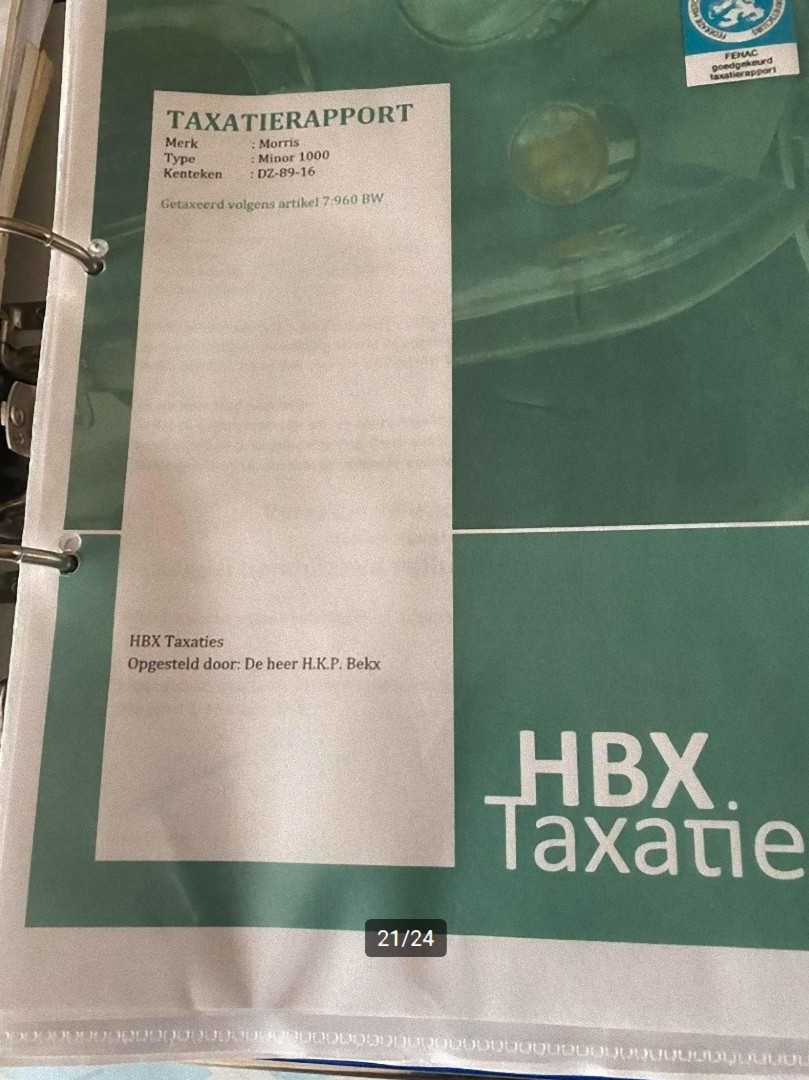 FEHAC
goedgekeurd
taxatierapport
TAXATIERAPPORT
Merk : Morris
Type : Minor 1000
Kenteken : DZ-89-16
Getaxeerd volgens artikel 7:960 BW
HBX Taxaties
Opgesteld door: De heer H.K.P. Bekx
HBX
Taxatie
21/24